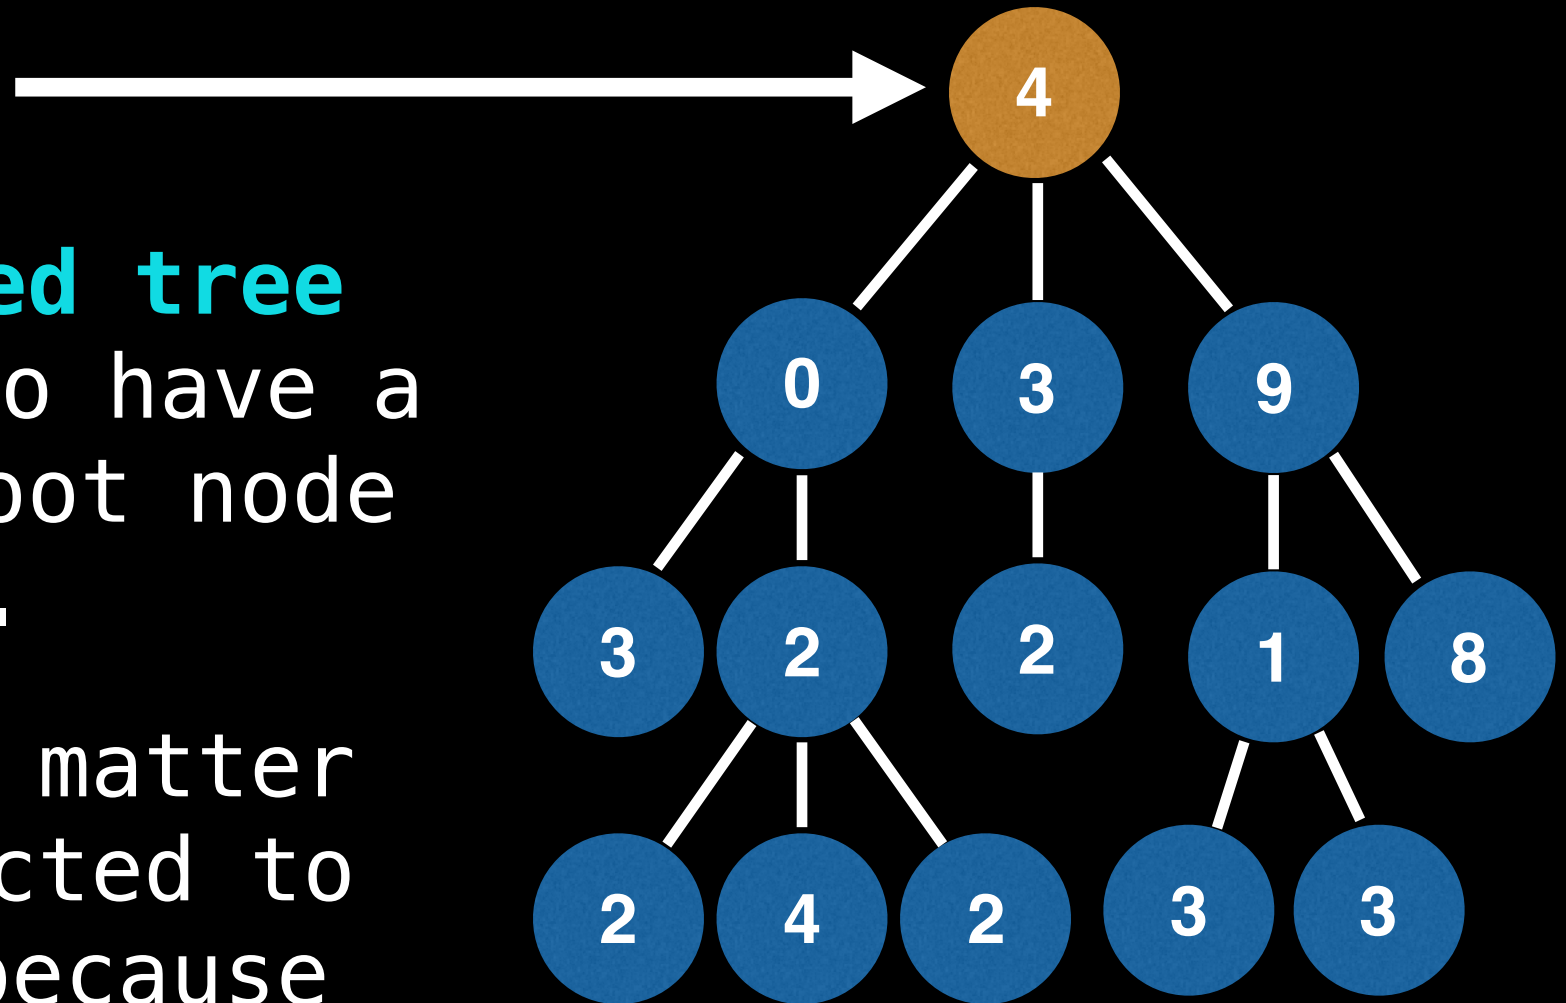 4
ed tree
o have a
oot node
.
matter
cted to
because
0 3 9
3 2 2 1 8
2 4 2 3 3